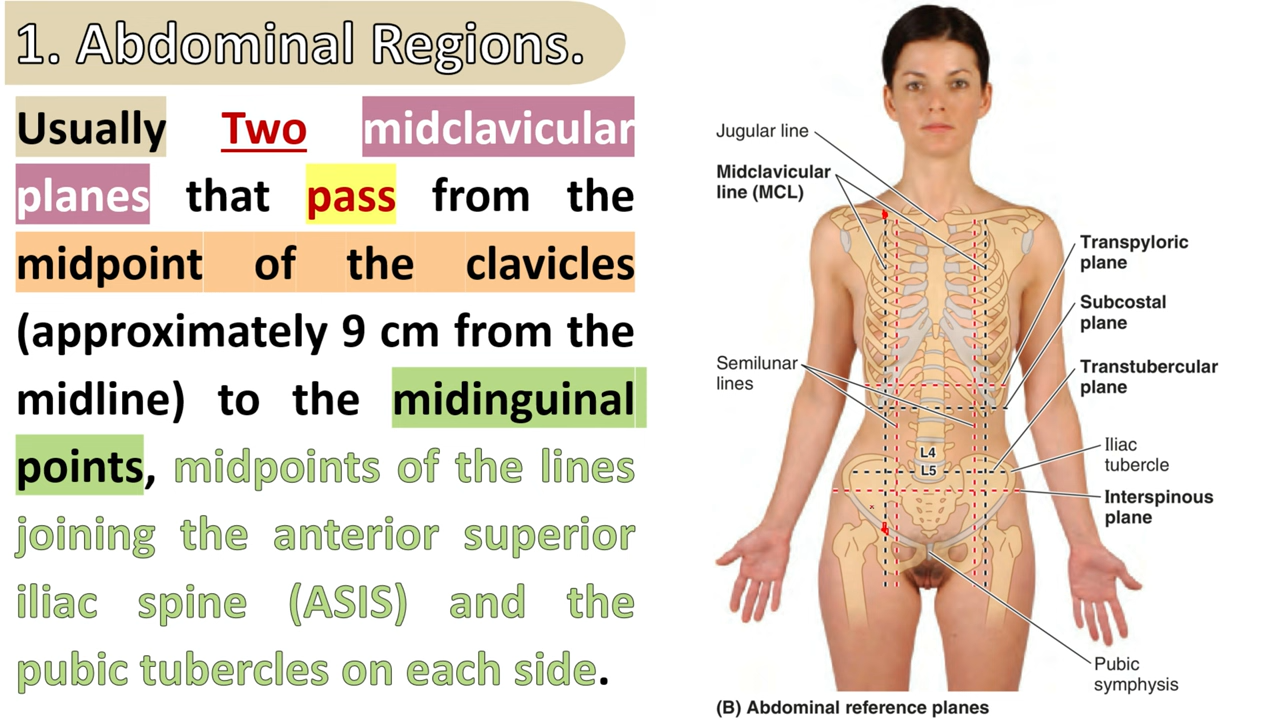 1. Abdominal Regions.
Usually Two midclavicular
planes that pass from the
midpoint of the clavicles
(approximately 9 cm from the
midline) to the midinguinal
points, midpoints of the lines
joining the anterior superior
iliac spine (ASIS) and the
pubic tubercles on each side.
Jugular line
Midclavicular
line (MCL)
Transpyloric
plane
Subcostal
plane
Semilunar
lines
Transtubercular
plane
L4
L5
Iliac
tubercle
Interspinous
plane
Pubic
symphysis
(B) Abdominal reference planes